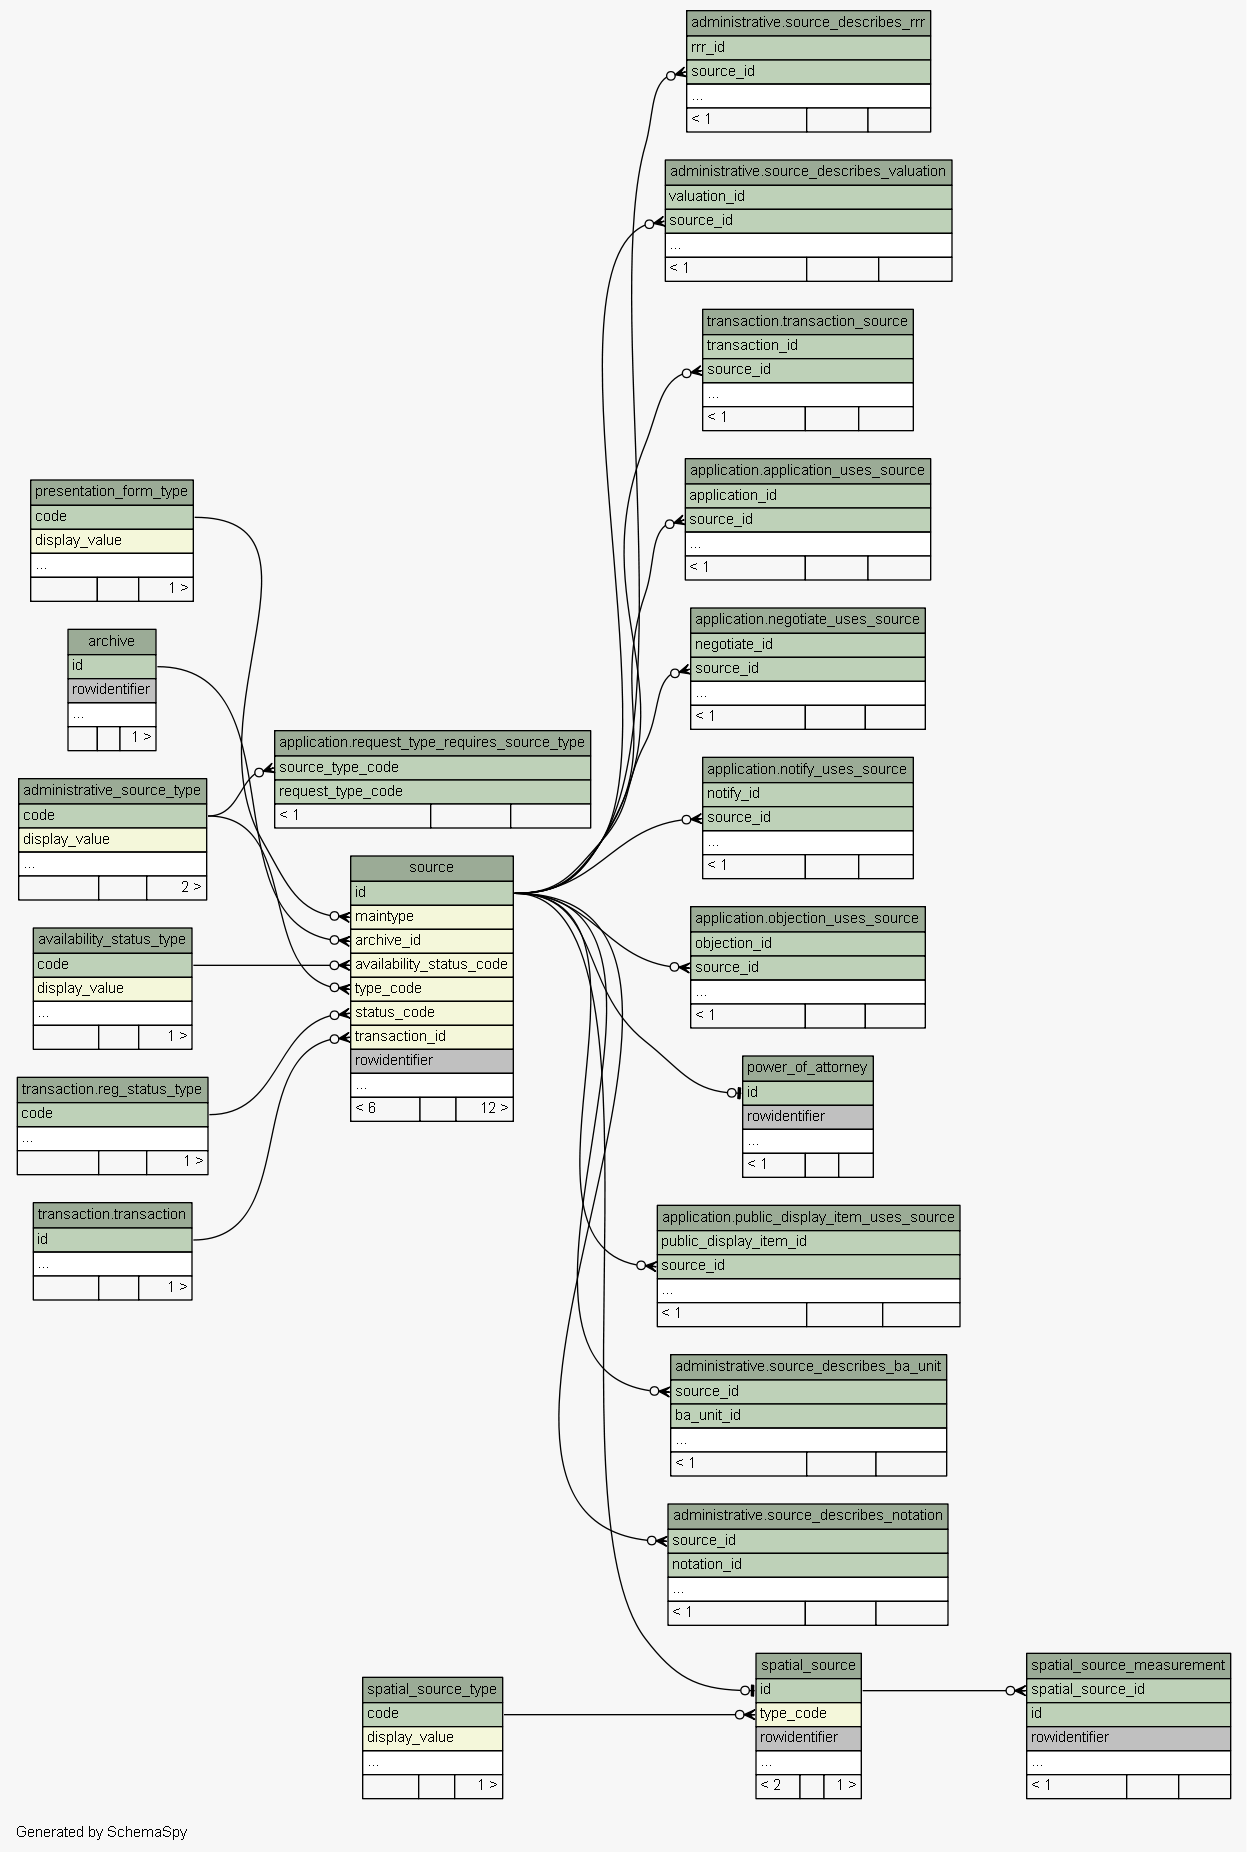 administrative.source_describes_rrr
rrr_id
source_id
...
< 1
administrative.source_describes_valuation
valuation_id
source_id
...
< 1
transaction.transaction_source
transaction_id
source_id
...
< 1
application.application_uses_source
application_id
source_id
...
< 1
presentation_form_type
code
display_value
...
1 >
application.negotiate_uses_source
negotiate_id
source_id
...
< 1
archive
id
rowidentifier
...
1 >
application.request_type_requires_source_type
source_type_code
request_type_code
< 1
application.notify_uses_source
notify_id
source_id
...
< 1
administrative_source_type
code
display_value
...
2 >
source
id
maintype
archive_id
availability_status_code
type_code
status_code
transaction_id
rowidentifier
...
< 6 12 >
application.objection_uses_source
objection_id
source_id
...
< 1
availability_status_type
code
display_value
...
1 >
power_of_attorney
id
rowidentifier
...
< 1
transaction.reg_status_type
code
...
1 >
transaction.transaction
id
...
1 >
application.public_display_item_uses_source
public_display_item_id
source_id
...
< 1
administrative.source_describes_ba_unit
source_id
ba_unit_id
...
< 1
administrative.source_describes_notation
source_id
notation_id
...
< 1
spatial_source_type
code
display_value
...
1 >
spatial_source
id
type_code
rowidentifier
...
< 2 1 >
spatial_source_measurement
spatial_source_id
id
rowidentifier
...
< 1
Generated by SchemaSpy